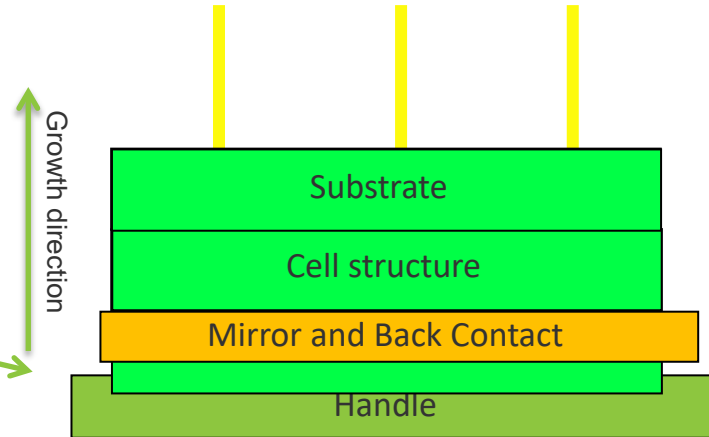 Growth direction
Substrate
Cell structure
Mirror and Back Contact
Handle